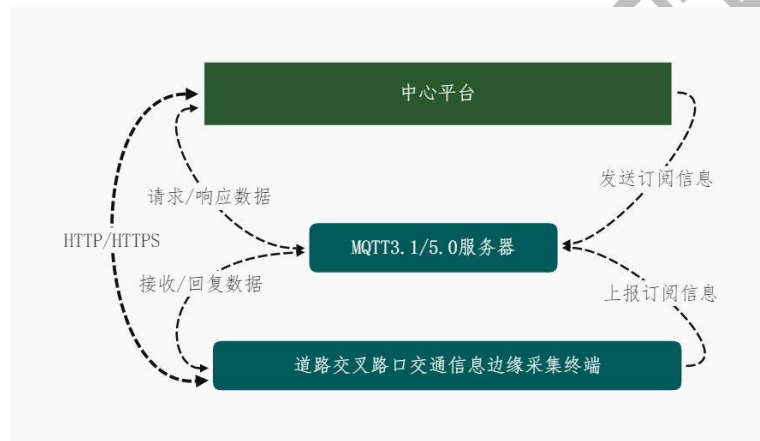 中心平台
请求/响应数据
发送订阅信息
HTTP/HTTPS
MQTT3.1/5.0服务器
接收/回复数据
上报订阅信息
道路交叉路口交通信息边缘采集终端